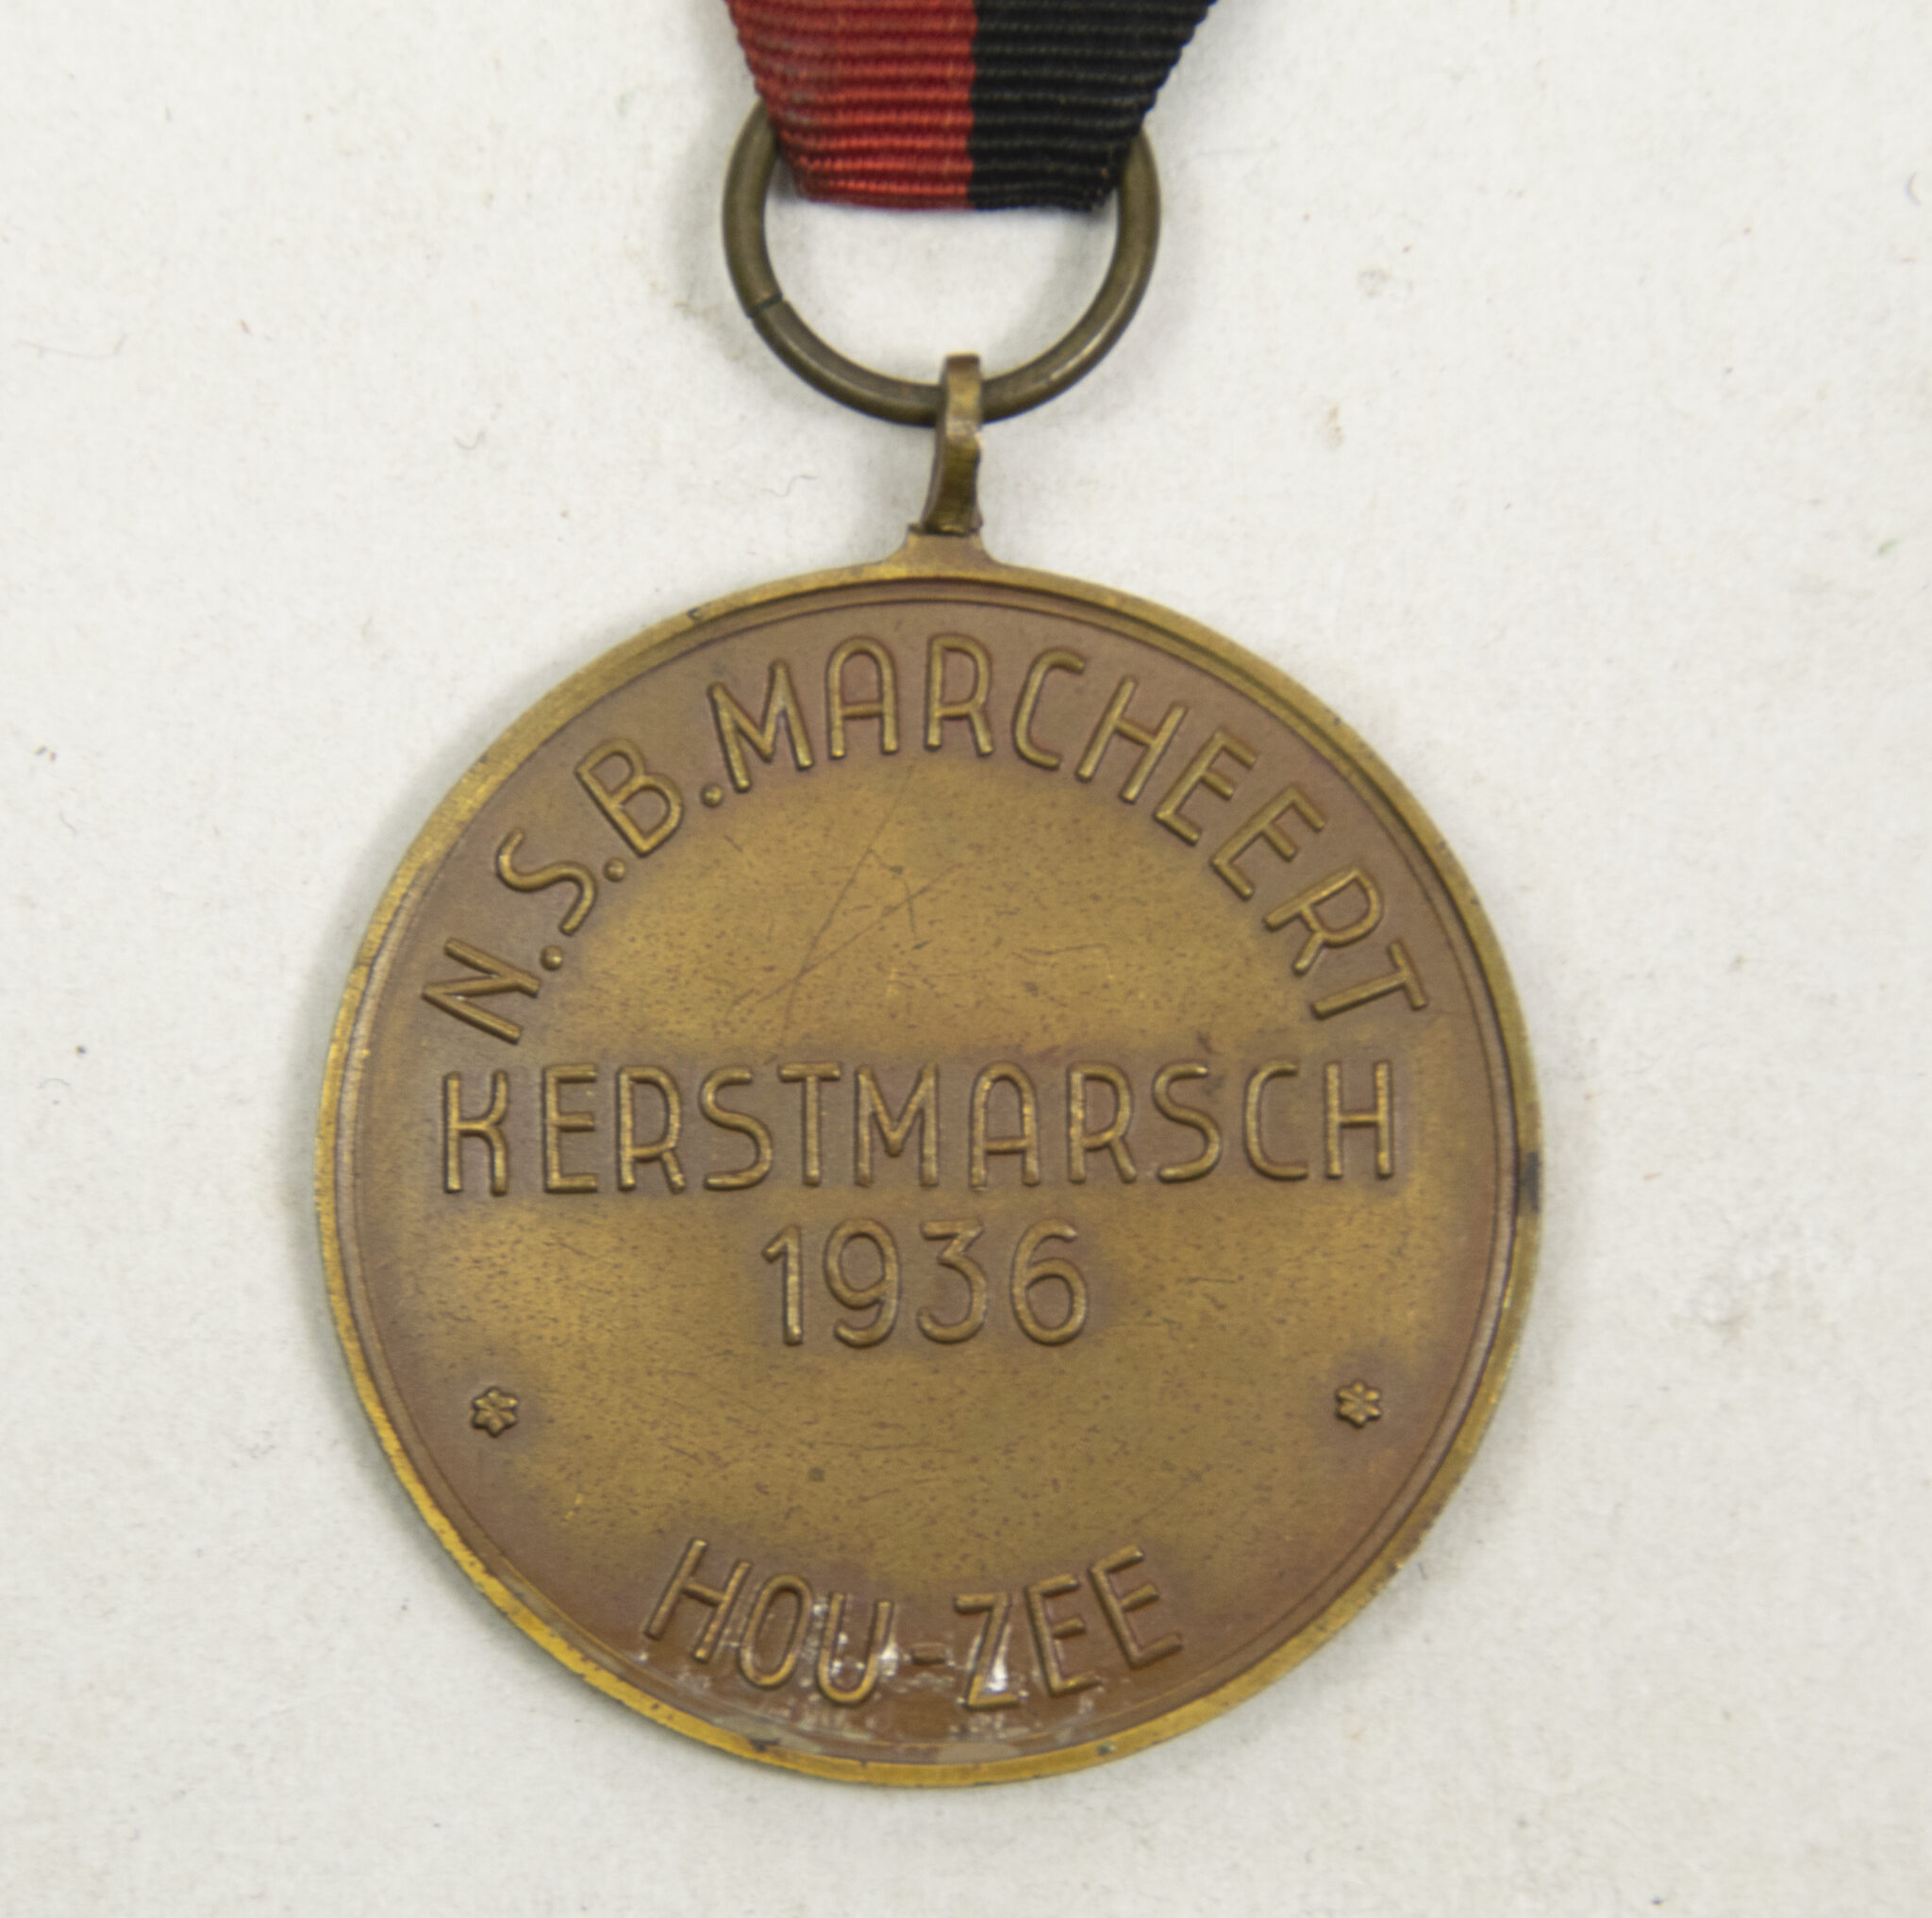 N.S.B. MARCHEERT
KERSTMARSCH
1936
HOU-ZEE